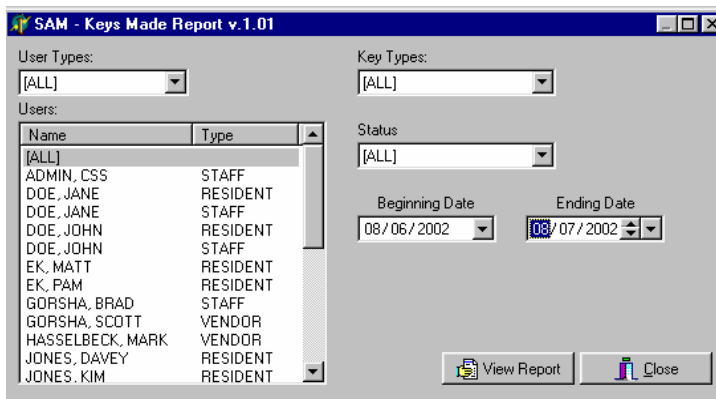 SAM - Keys Made Report v.1.01
User Types:
[ALL]
Key Types:
[ALL]
Users:
Name Type
[ALL]
ADMIN, CSS STAFF
DOE, JANE RESIDENT
DOE, JANE STAFF
DOE, JOHN RESIDENT
DOE, JOHN STAFF
EK, MATT RESIDENT
EK, PAM RESIDENT
GORSHA, BRAD STAFF
GORSHA, SCOTT VENDOR
HASSELBECK, MARK VENDOR
JONES, DAVEY RESIDENT
JONES, KIM RESIDENT
Status
[ALL]
Beginning Date Ending Date
08/06/2002 08/07/2002
View Report Close